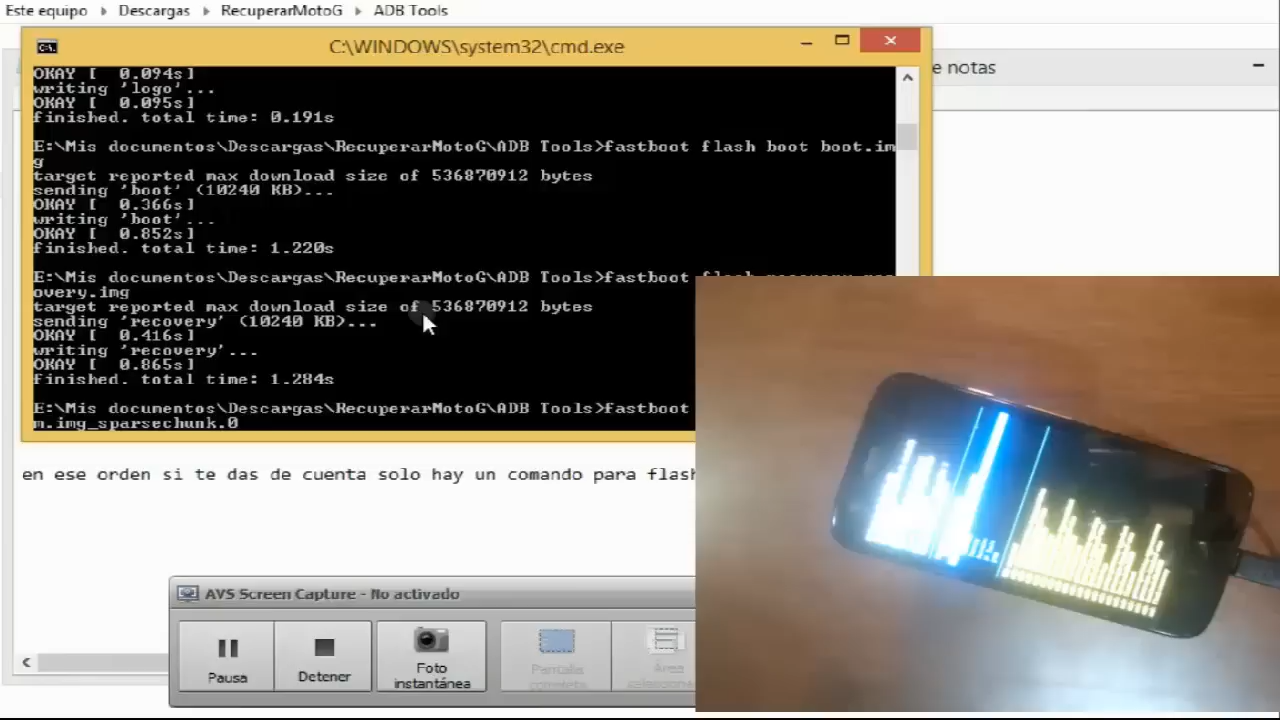 Este equipo ▸ Descargas ▸ RecuperarMotoG ▸ ADB Tools
C:\WINDOWS\system32\cmd.exe
e notas
OKAY [  0.094s]
writing 'logo'...
OKAY [  0.095s]
finished. total time: 0.191s
E:\Mis documentos\Descargas\RecuperarMotoG\ADB Tools>fastboot flash boot boot.im
g
target reported max download size of 536870912 bytes
sending 'boot' (10240 KB)...
OKAY [  0.366s]
writing 'boot'...
OKAY [  0.852s]
finished. total time: 1.220s
E:\Mis documentos\Descargas\RecuperarMotoG\ADB Tools>fastboot flash recovery rec
overy.img
target reported max download size of 536870912 bytes
sending 'recovery' (10240 KB)...
OKAY [  0.416s]
writing 'recovery'...
OKAY [  0.865s]
finished. total time: 1.284s
E:\Mis documentos\Descargas\RecuperarMotoG\ADB Tools>fastboot
m.img_sparsechunk.0
en ese orden si te das de cuenta solo hay un comando para flash
AVS Screen Capture - No activado
Pausa
Detener
Foto
instantánea
Pantalla
completa